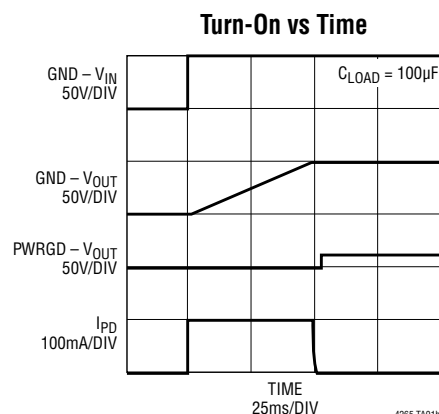 Turn-On vs Time
GND – VIN
50V/DIV
CLOAD = 100µF
GND – VOUT
50V/DIV
PWRGD – VOUT
50V/DIV
IPD
100mA/DIV
TIME
25ms/DIV